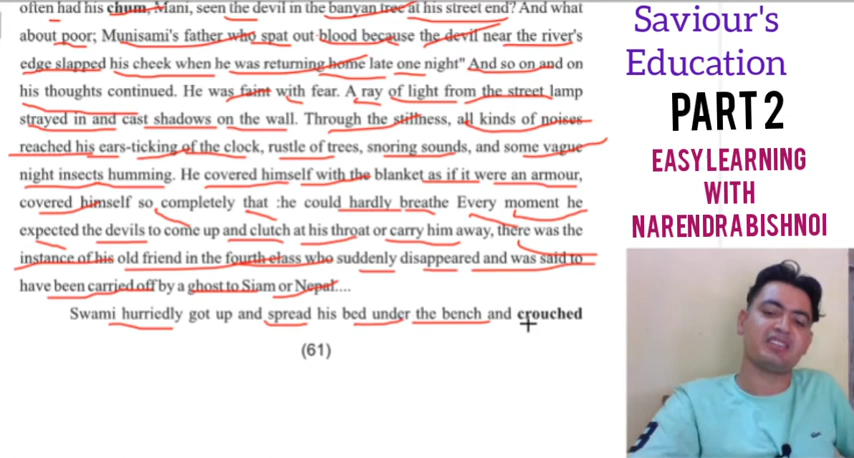 often had his chum, Mani, seen the devil in the banyan tree at his street end? And what
about poor; Munisami's father who spat out blood because the devil near the river's
edge slapped his cheek when he was returning home late one night" And so on and on
his thoughts continued. He was faint with fear. A ray of light from the street lamp
strayed in and cast shadows on the wall. Through the stillness, all kinds of noises
reached his ears-ticking of the clock, rustle of trees, snoring sounds, and some vague
night insects humming. He covered himself with the blanket as if it were an armour,
covered himself so completely that :he could hardly breathe Every moment he
expected the devils to come up and clutch at his throat or carry him away, there was the
instance of his old friend in the fourth class who suddenly disappeared and was said to
have been carried off by a ghost to Siam or Nepal....
Swami hurriedly got up and spread his bed under the bench and crouched
(61)
Saviour's
Education
PART 2
EASY LEARNING
WITH
NARENDRA BISHNOI